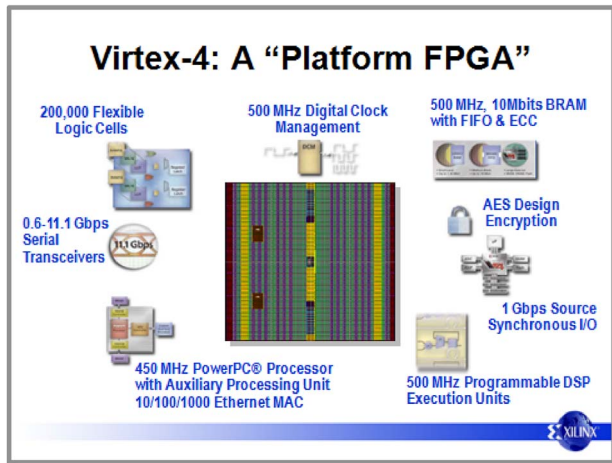 Virtex-4: A “Platform FPGA”
200,000 Flexible
Logic Cells
500 MHz Digital Clock
Management
DCM
500 MHz, 10Mbits BRAM
with FIFO & ECC
0.6-11.1 Gbps
Serial
Transceivers
11.1 Gbps
AES Design
Encryption
1 Gbps Source
Synchronous I/O
450 MHz PowerPC® Processor
with Auxiliary Processing Unit
10/100/1000 Ethernet MAC
500 MHz Programmable DSP
Execution Units
XILINX®